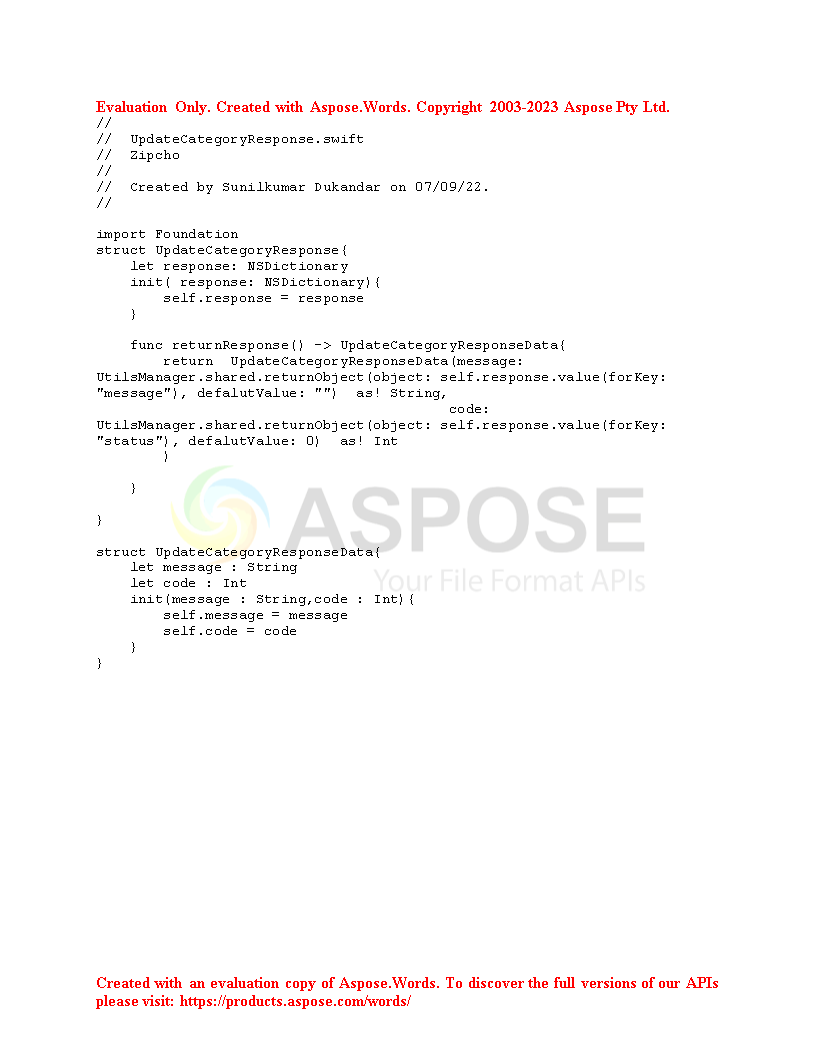 Evaluation Only. Created with Aspose.Words. Copyright 2003-2023 Aspose Pty Ltd.
//
//  UpdateCategoryResponse.swift
//  Zipcho
//
//  Created by Sunilkumar Dukandar on 07/09/22.
//

import Foundation
struct UpdateCategoryResponse{
    let response: NSDictionary
    init( response: NSDictionary){
        self.response = response
    }

    func returnResponse() -> UpdateCategoryResponseData{
        return  UpdateCategoryResponseData(message:
UtilsManager.shared.returnObject(object: self.response.value(forKey:
"message"), defalutValue: "")  as! String,
                                          code:
UtilsManager.shared.returnObject(object: self.response.value(forKey:
"status"), defalutValue: 0)  as! Int
        )

    }

}

struct UpdateCategoryResponseData{
    let message : String
    let code : Int
    init(message : String,code : Int){
        self.message = message
        self.code = code
    }
}
ASPOSE
Your File Format APIs
Created with an evaluation copy of Aspose.Words. To discover the full versions of our APIs
please visit: https://products.aspose.com/words/